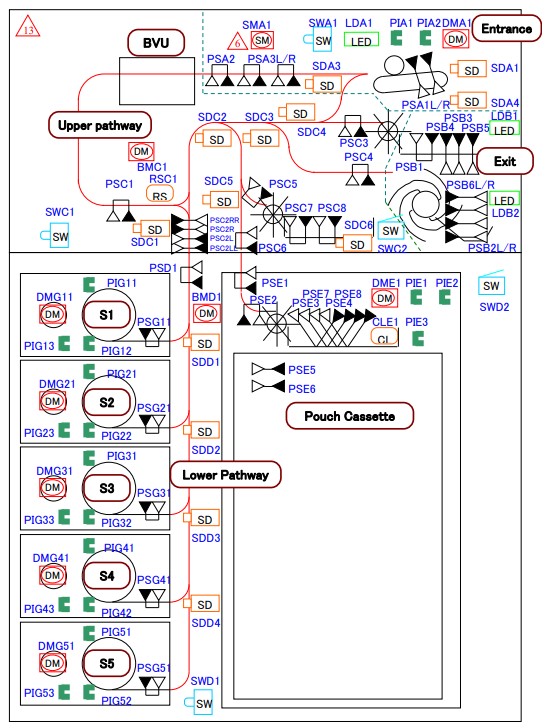 13
SMA1
SWA1
LDA1
PIA1
PIA2
DMA1
Entrance
6
SM
SW
LED
DM
BVU
PSA2
PSA3L/R
SDA3
SD
SD
SDA1
PSA1L/R
SD
SDA4
Upper pathway
SDC2
SDC3
SD
SDC4
PSB3
LDB1
PSB4
PSB5
LED
SD
SD
PSC3
DM
BMC1
Exit
RSC1
RS
PSC4
PSB1
PSC1
SDC5
PSC5
PSB6L/R
SD
LED
SWC1
PSC2RR
PSC2R
PSC2L
PSC2LL
PSC7
PSC8
LDB2
SW
SD
SDC1
SDC6
SD
SW
SWC2
PSC6
PSB2L/R
PSD1
PSE1
SW
SWD2
PIG11
DMG11
DM
S1
PSG11
PIG13
PIG12
BMD1
DM
PSE2
PSE7
PSE8
PSE3
PSE4
DME1
DM
PIE1
PIE2
CLE1
CL
PIE3
SD
SDD1
PSE5
PSE6
PIG21
DMG21
DM
S2
PSG21
PIG23
PIG22
Pouch Cassette
SD
SDD2
PIG31
DMG31
DM
S3
PSG31
PIG33
PIG32
Lower Pathway
SD
SDD3
PIG41
DMG41
DM
S4
PSG41
PIG43
PIG42
SD
SDD4
PIG51
DMG51
DM
S5
PSG51
PIG53
PIG52
SWD1
SW